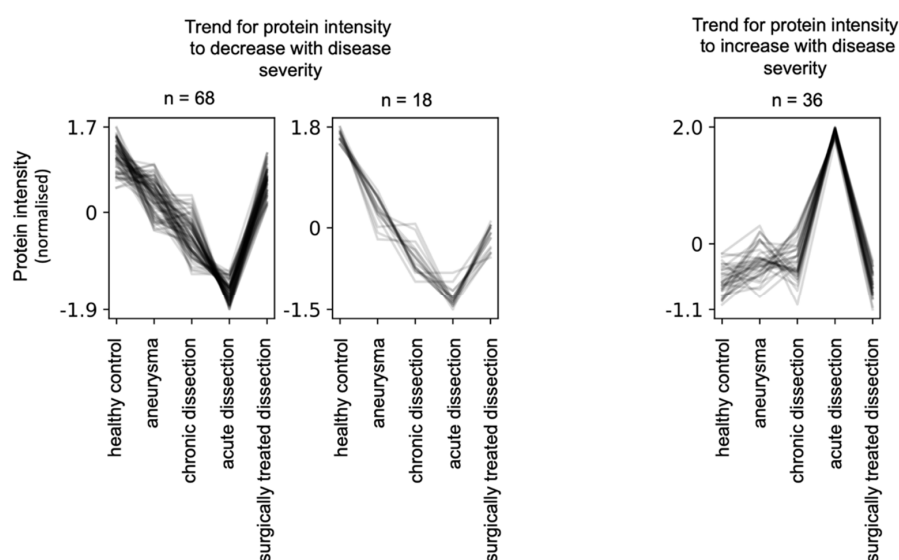 Trend for protein intensity
to decrease with disease
severity
Trend for protein intensity
to increase with disease
severity
n = 68
n = 18
n = 36
Protein intensity
(normalised)
1.7
0
-1.9
1.8
0
-1.5
2.0
0
-1.1
healthy control
aneurysma
chronic dissection
acute dissection
surgically treated dissection
healthy control
aneurysma
chronic dissection
acute dissection
surgically treated dissection
healthy control
aneurysma
chronic dissection
acute dissection
surgically treated dissection